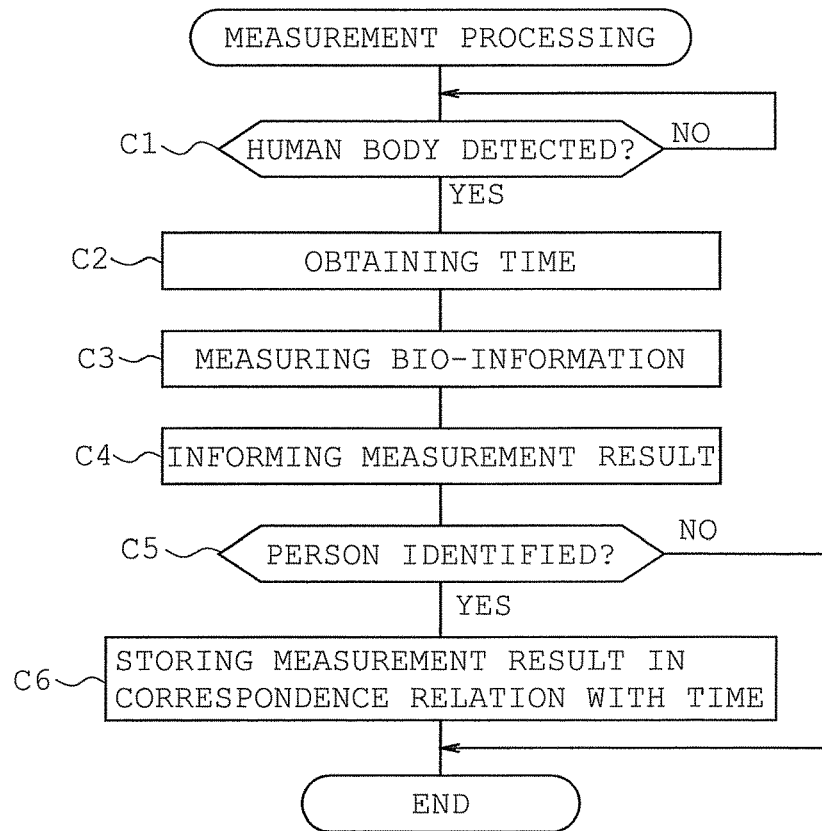 MEASUREMENT PROCESSING
C1
HUMAN BODY DETECTED?
NO
YES
C2
OBTAINING TIME
C3
MEASURING BIO-INFORMATION
C4
INFORMING MEASUREMENT RESULT
C5
PERSON IDENTIFIED?
NO
YES
C6
STORING MEASUREMENT RESULT IN
CORRESPONDENCE RELATION WITH TIME
END